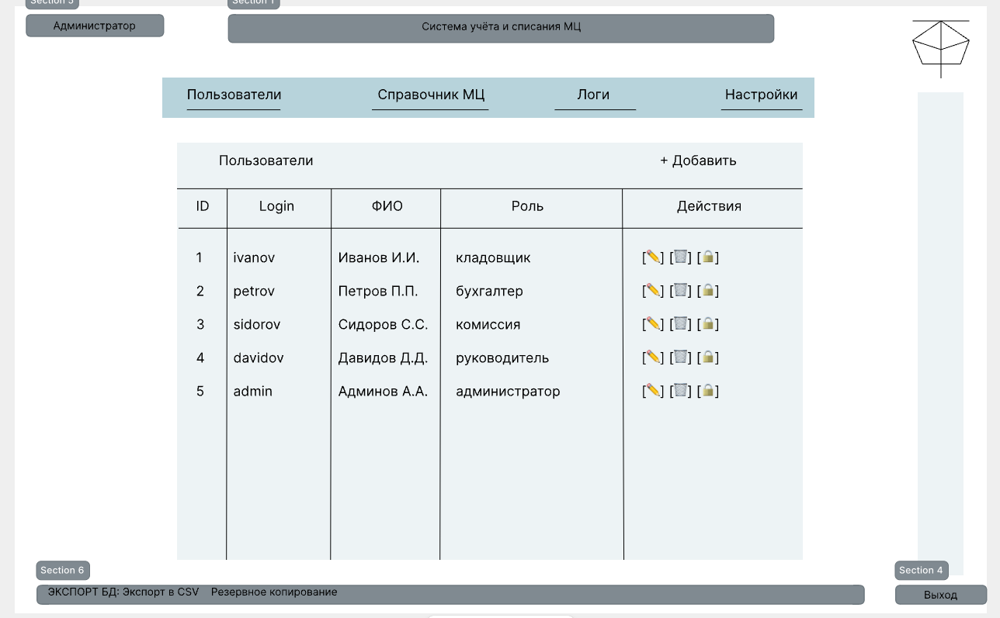 Section 5
Section 1
Администратор
Система учёта и списания МЦ
Пользователи Справочник МЦ Логи Настройки
Пользователи + Добавить
ID Login ФИО Роль Действия
1 ivanov Иванов И.И. кладовщик [✏️] [🗑️] [🔒]
2 petrov Петров П.П. бухгалтер [✏️] [🗑️] [🔒]
3 sidorov Сидоров С.С. комиссия [✏️] [🗑️] [🔒]
4 davidov Давидов Д.Д. руководитель [✏️] [🗑️] [🔒]
5 admin Админов А.А. администратор [✏️] [🗑️] [🔒]
Section 6
Section 4
ЭКСПОРТ БД: Экспорт в CSV Резервное копирование
Выход